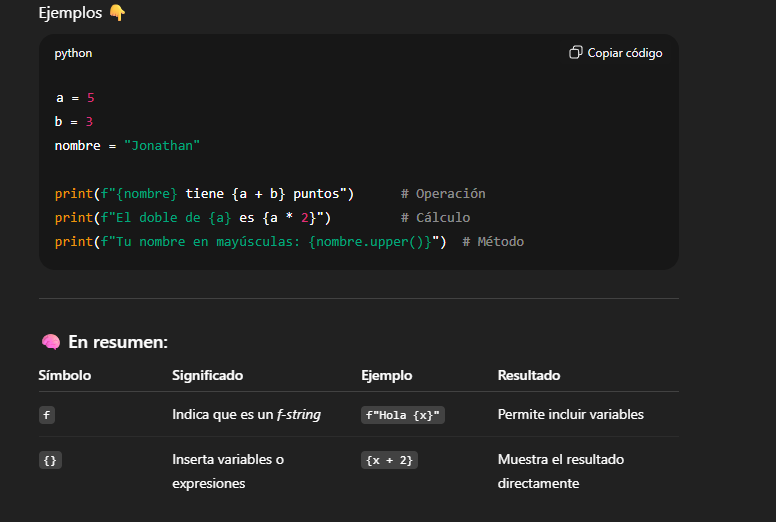 Ejemplos 👇
python
Copiar código
a = 5
b = 3
nombre = "Jonathan"
print(f"{nombre} tiene {a + b} puntos")      # Operación
print(f"El doble de {a} es {a * 2}")         # Cálculo
print(f"Tu nombre en mayúsculas: {nombre.upper()}")  # Método
🧠 En resumen:
Símbolo Significado Ejemplo Resultado
f Indica que es un f-string f"Hola {x}" Permite incluir variables
{} Inserta variables o {x + 2} Muestra el resultado
expresiones directamente